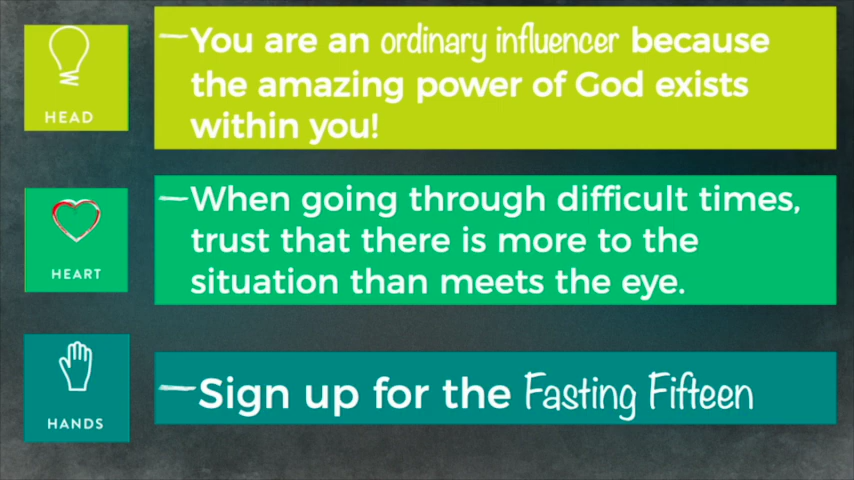 HEAD
—You are an ordinary influencer because
the amazing power of God exists
within you!
HEART
—When going through difficult times,
trust that there is more to the
situation than meets the eye.
HANDS
—Sign up for the Fasting Fifteen